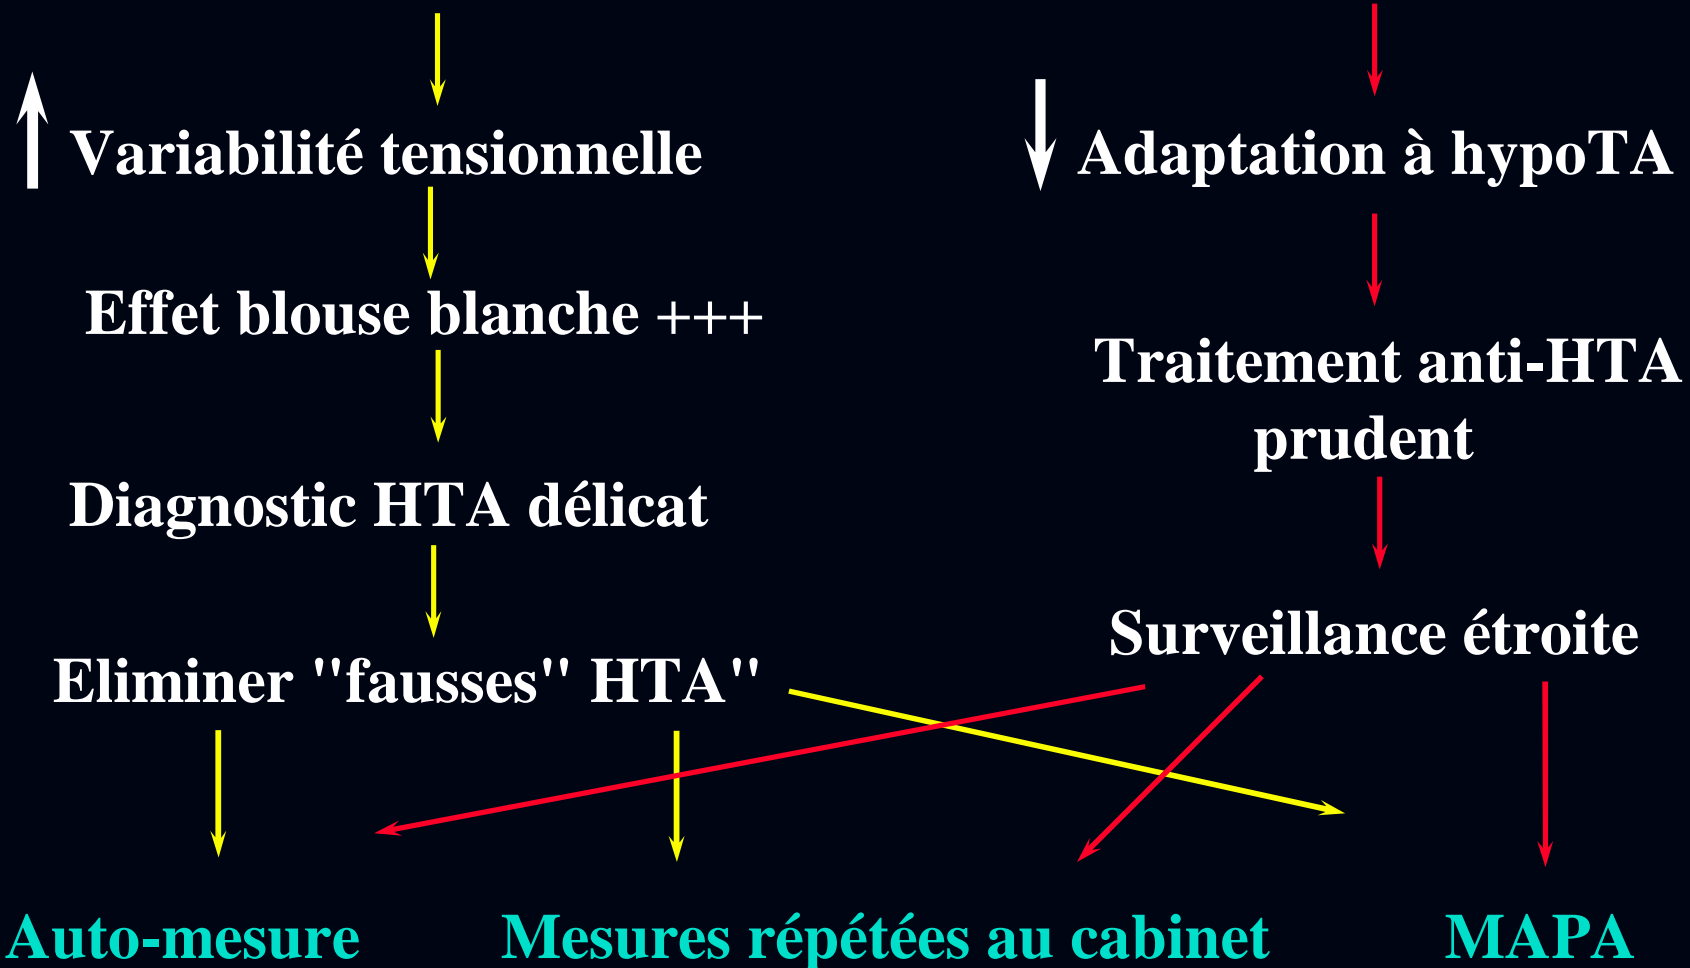 Variabilité tensionnelle
Effet blouse blanche +++
Diagnostic HTA délicat
Eliminer "fausses" HTA"
Adaptation à hypoTA
Traitement anti-HTA
prudent
Surveillance étroite
Auto-mesure
Mesures répétées au cabinet
MAPA